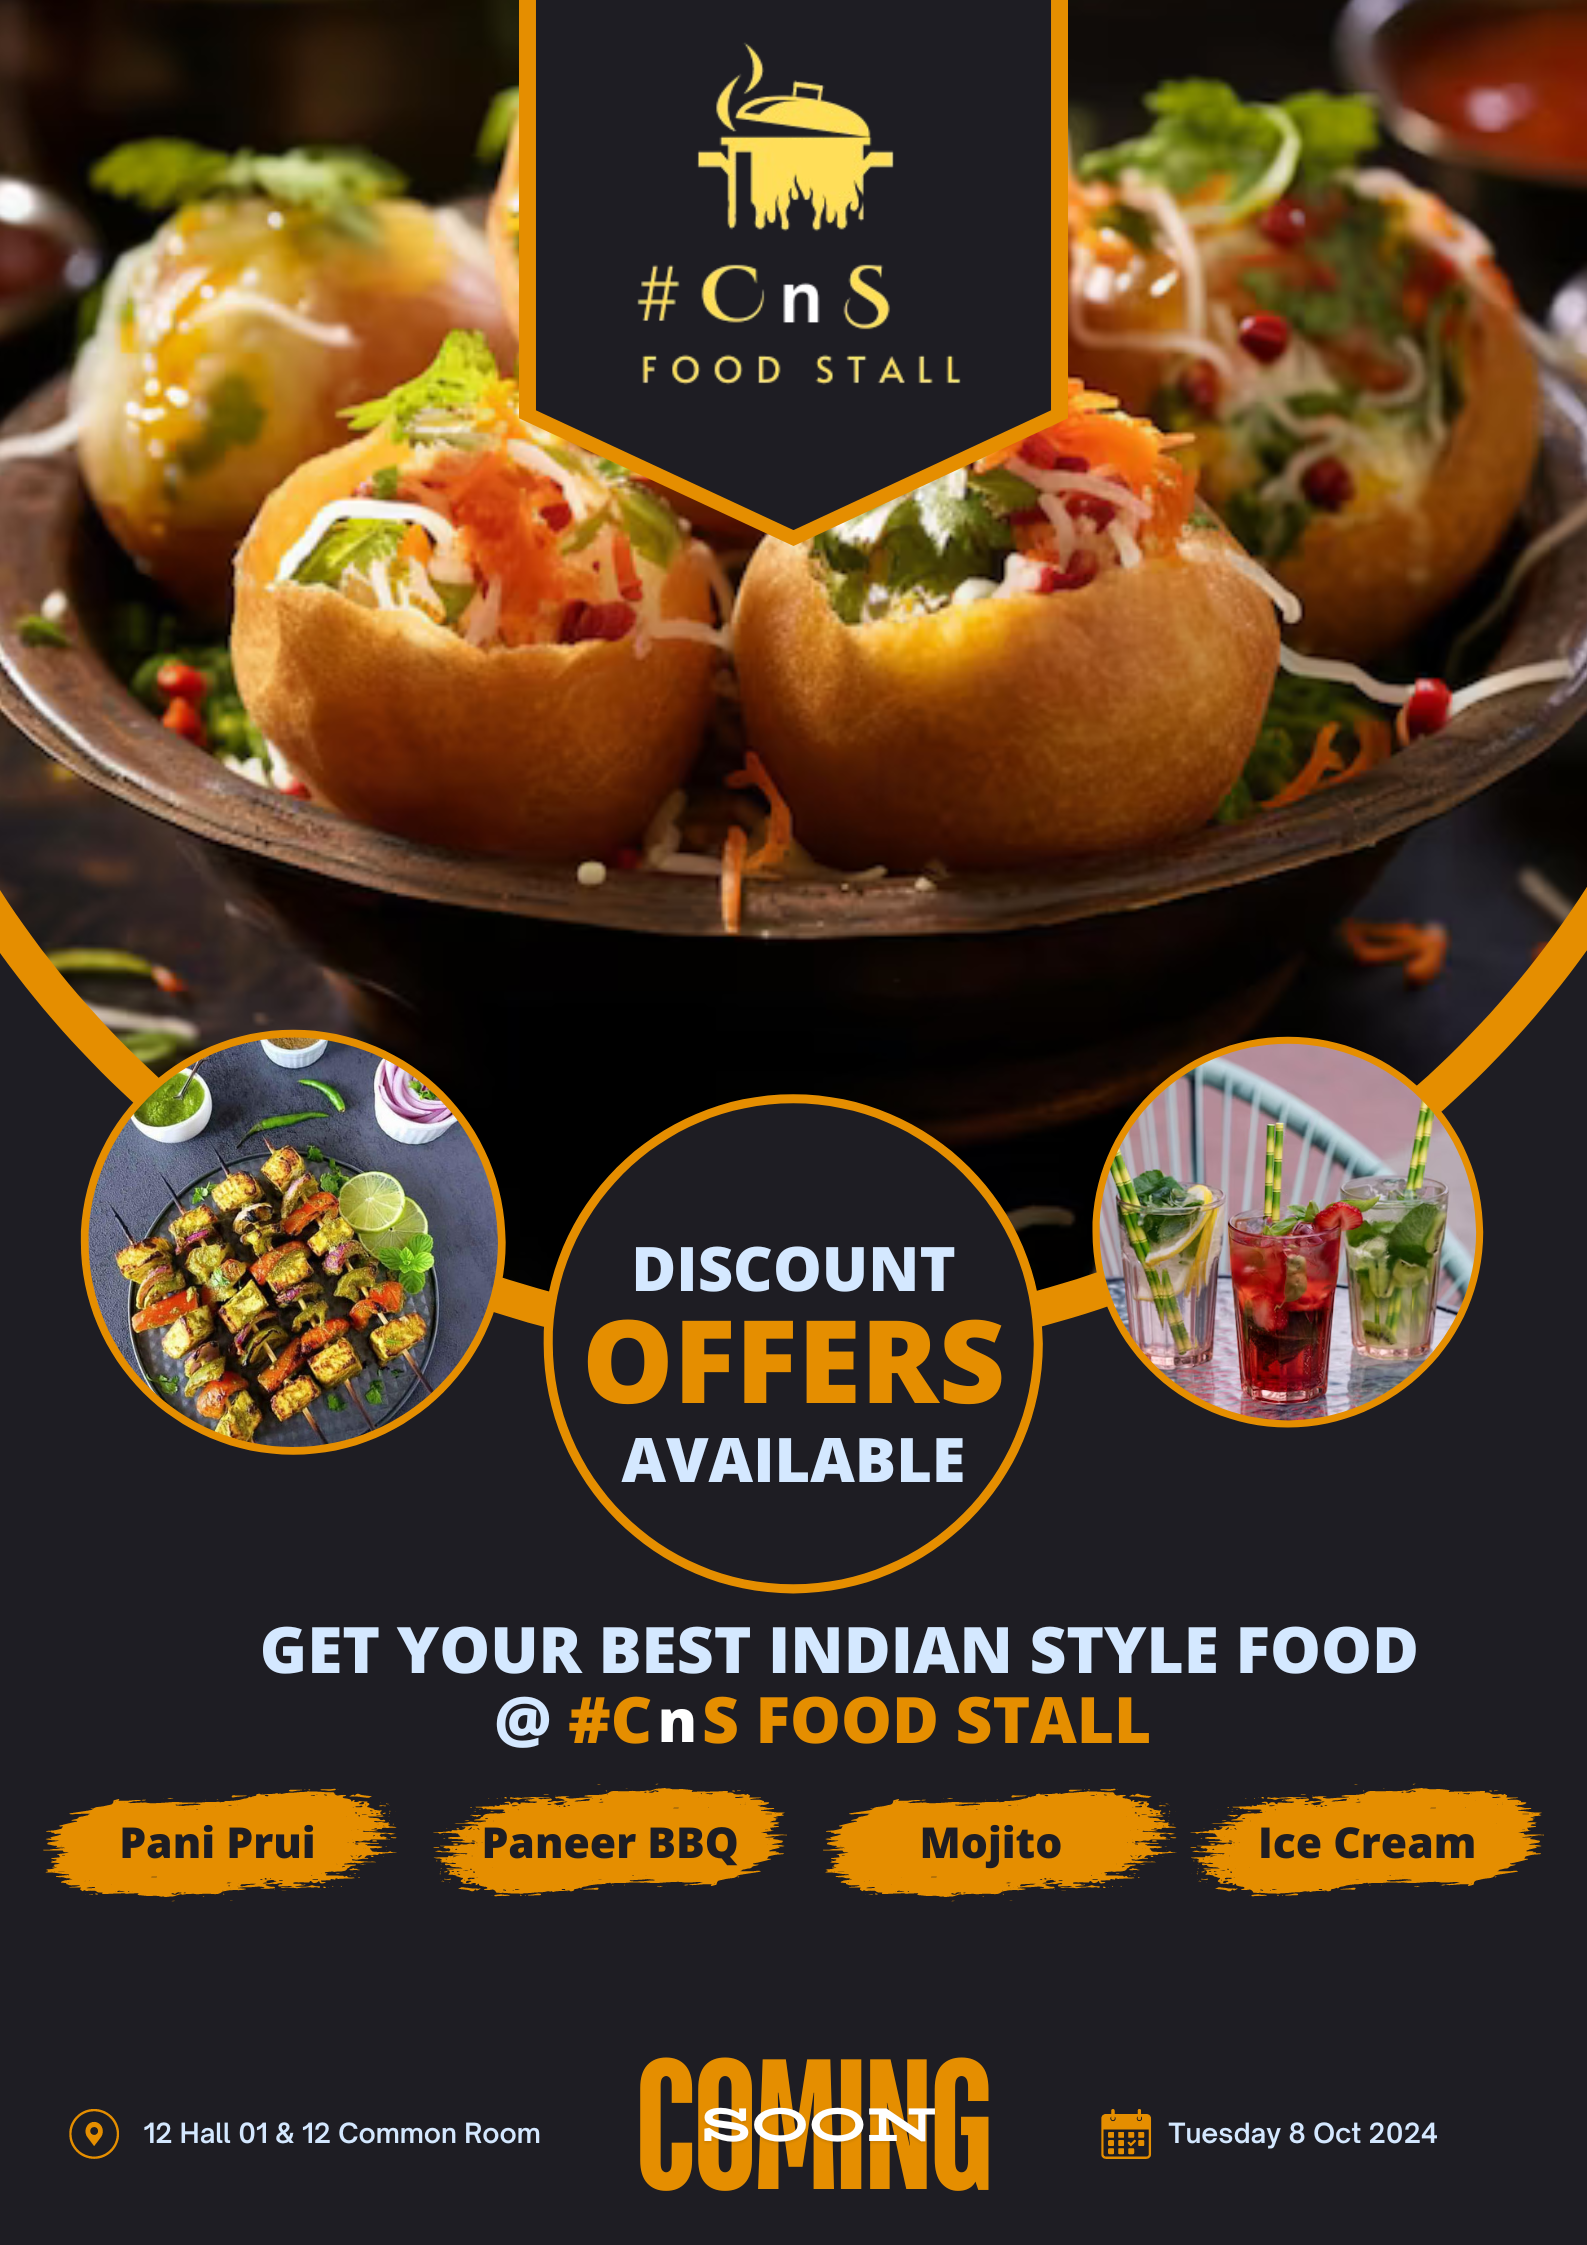 #CnS
FOOD STALL
DISCOUNT
OFFERS
AVAILABLE
GET YOUR BEST INDIAN STYLE FOOD
@ #CnS FOOD STALL
Pani Prui
Paneer BBQ
Mojito
Ice Cream
COMING
SOON
12 Hall 01 & 12 Common Room
Tuesday 8 Oct 2024